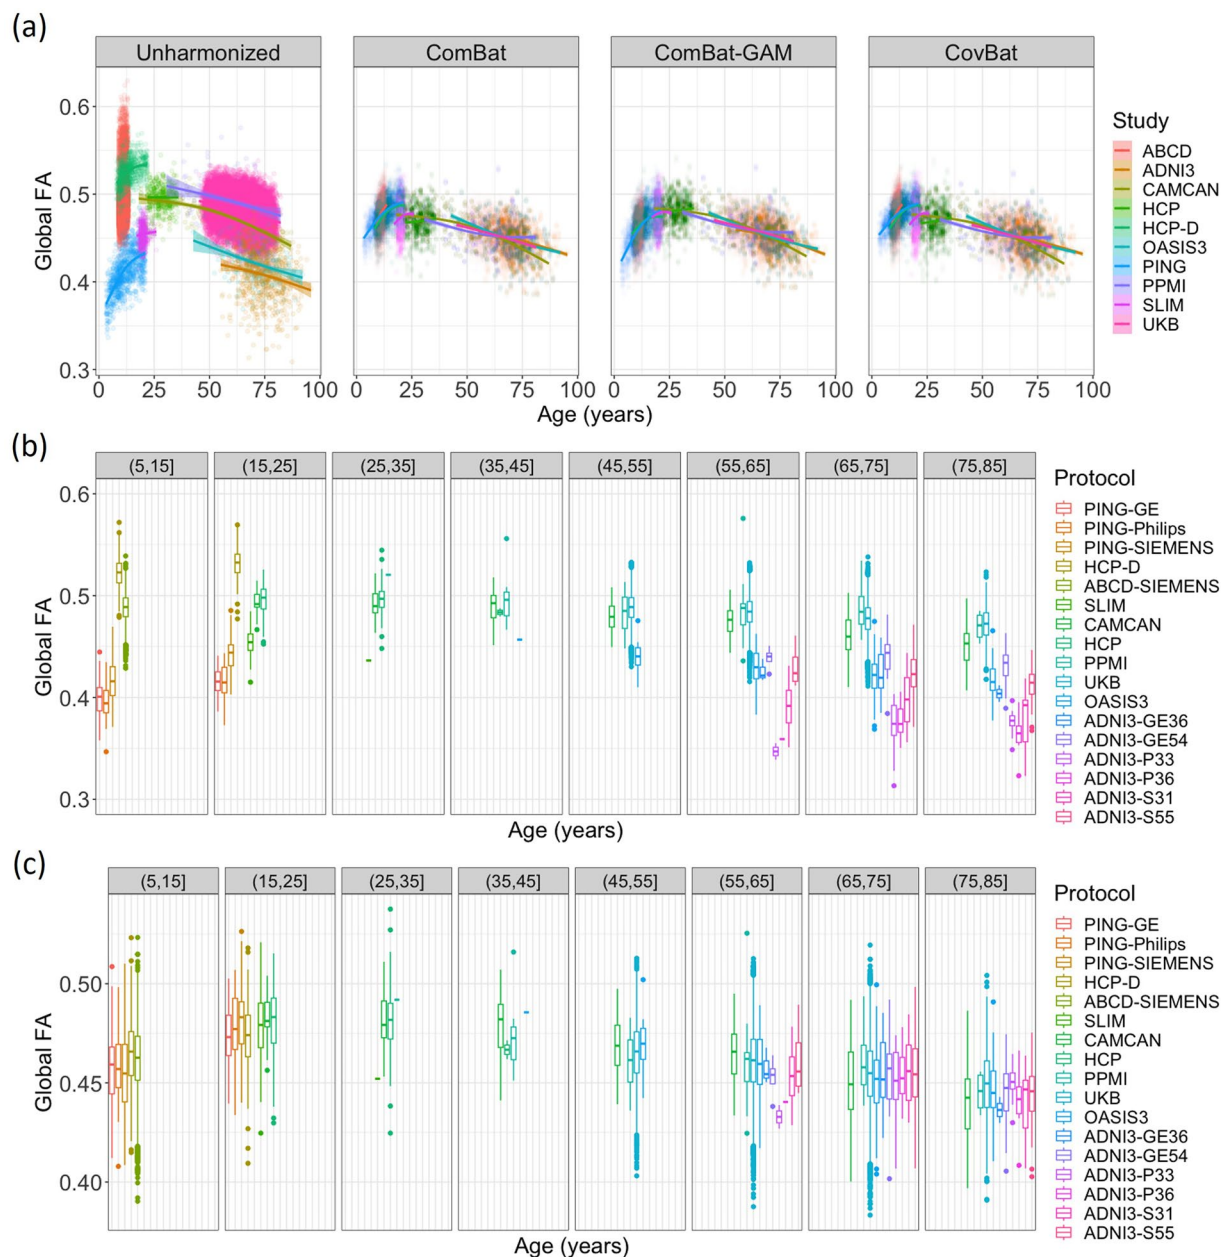 (a)
Unharmonized
ComBat
ComBat-GAM
CovBat
Global FA
0.6
0.5
0.4
0.3
0 25 50 75 100
0 25 50 75 100
0 25 50 75 100
0 25 50 75 100
Age (years)
Study
ABCD
ADNI3
CAMCAN
HCP
HCP-D
OASIS3
PING
PPMI
SLIM
UKB
(b)
(5,15]
(15,25]
(25,35]
(35,45]
(45,55]
(55,65]
(65,75]
(75,85]
Global FA
0.6
0.5
0.4
0.3
Age (years)
Protocol
PING-GE
PING-Philips
PING-SIEMENS
HCP-D
ABCD-SIEMENS
SLIM
CAMCAN
HCP
PPMI
UKB
OASIS3
ADNI3-GE36
ADNI3-GE54
ADNI3-P33
ADNI3-P36
ADNI3-S31
ADNI3-S55
(c)
(5,15]
(15,25]
(25,35]
(35,45]
(45,55]
(55,65]
(65,75]
(75,85]
Global FA
0.50
0.45
0.40
Age (years)
Protocol
PING-GE
PING-Philips
PING-SIEMENS
HCP-D
ABCD-SIEMENS
SLIM
CAMCAN
HCP
PPMI
UKB
OASIS3
ADNI3-GE36
ADNI3-GE54
ADNI3-P33
ADNI3-P36
ADNI3-S31
ADNI3-S55